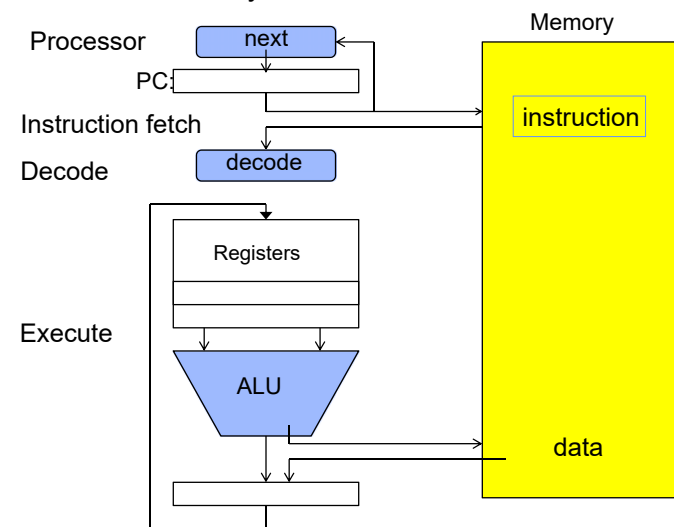 Memory
Processor
next
PC:
instruction
Instruction fetch
decode
Decode
Registers
Execute
ALU
data